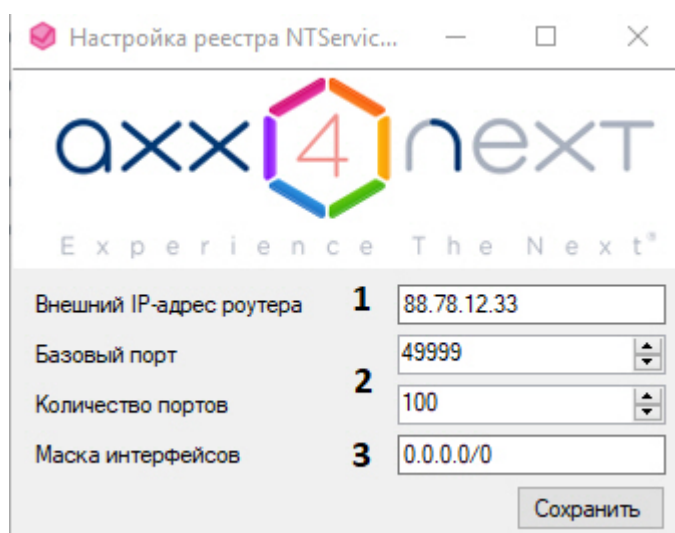 Настройка реестра NTServic...
axx4next
Experience The Next®
Внешний IP-адрес роутера 1 88.78.12.33
Базовый порт 49999
2
Количество портов 100
Маска интерфейсов 3 0.0.0.0/0
Сохранить